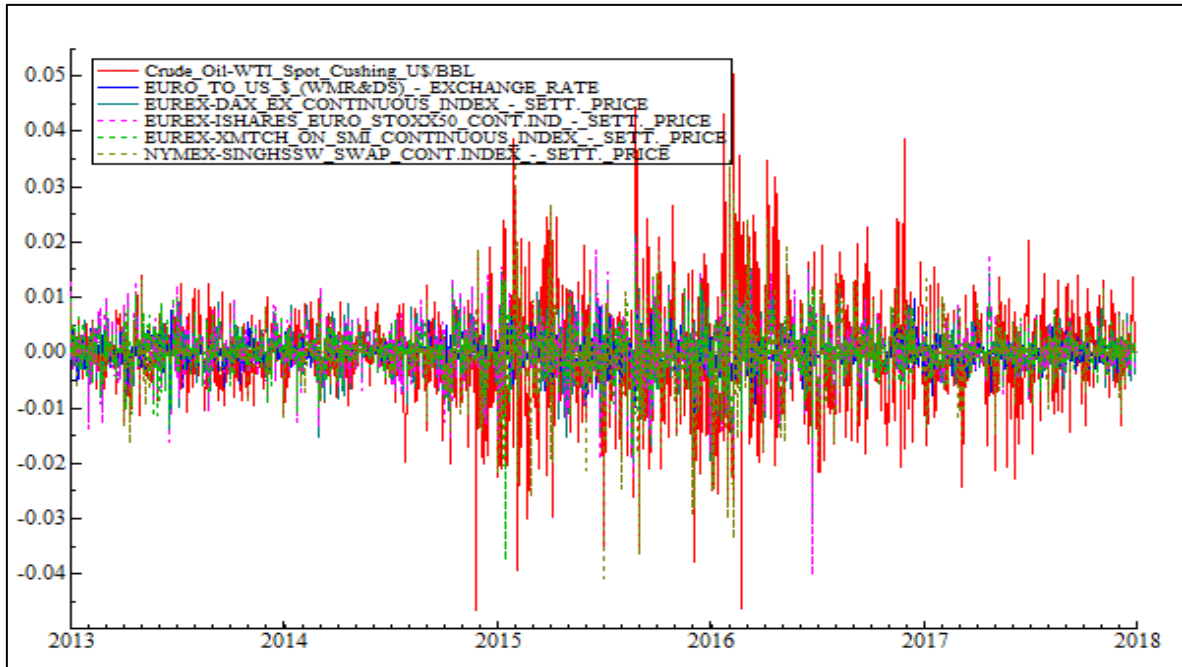 Crude_Oil-WTI_Spot_Cushing_U$/BBL
EURO_TO_US_$_(WMR&DS)_-_EXCHANGE_RATE
EUREX-DAX_EX_CONTINUOUS_INDEX_-_SETT._PRICE
EUREX-ISHARES_EURO_STOXX50_CONT.IND_-_SETT._PRICE
EUREX-XMTCH_ON_SMI_CONTINUOUS_INDEX_-_SETT._PRICE
NYMEX-SINGHSSW_SWAP_CONT.INDEX_-_SETT._PRICE
0.05
0.04
0.03
0.02
0.01
0.00
-0.01
-0.02
-0.03
-0.04
2013 2014 2015 2016 2017 2018